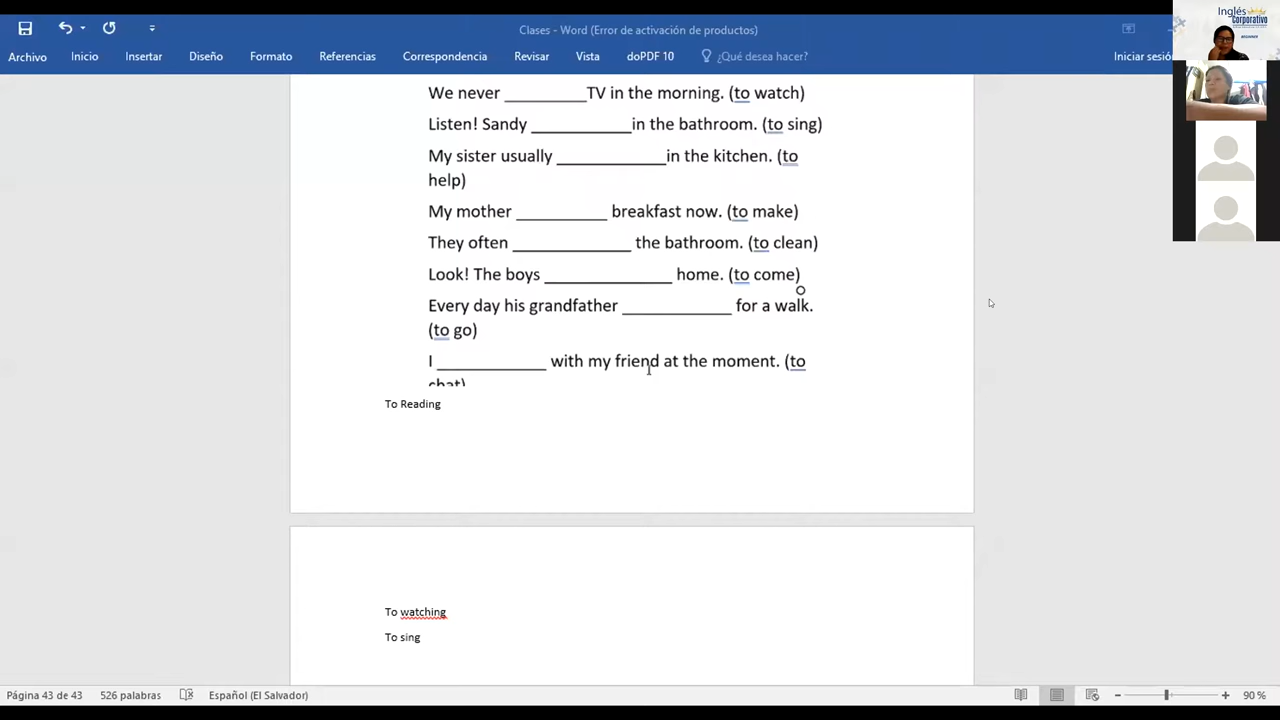 Clases - Word (Error de activación de productos)
Archivo Inicio Insertar Diseño Formato Referencias Correspondencia Revisar Vista doPDF 10 ¿Qué desea hacer? Iniciar sesió
Inglés
Corporativo
We never _________TV in the morning. (to watch)
Listen! Sandy ___________in the bathroom. (to sing)
My sister usually ____________in the kitchen. (to
help)
My mother __________ breakfast now. (to make)
They often _____________ the bathroom. (to clean)
Look! The boys ______________ home. (to come)
Every day his grandfather ____________ for a walk.
(to go)
I ____________ with my friend at the moment. (to
chat)
To Reading
To watching
To sing
Página 43 de 43 526 palabras Español (El Salvador) 90 %